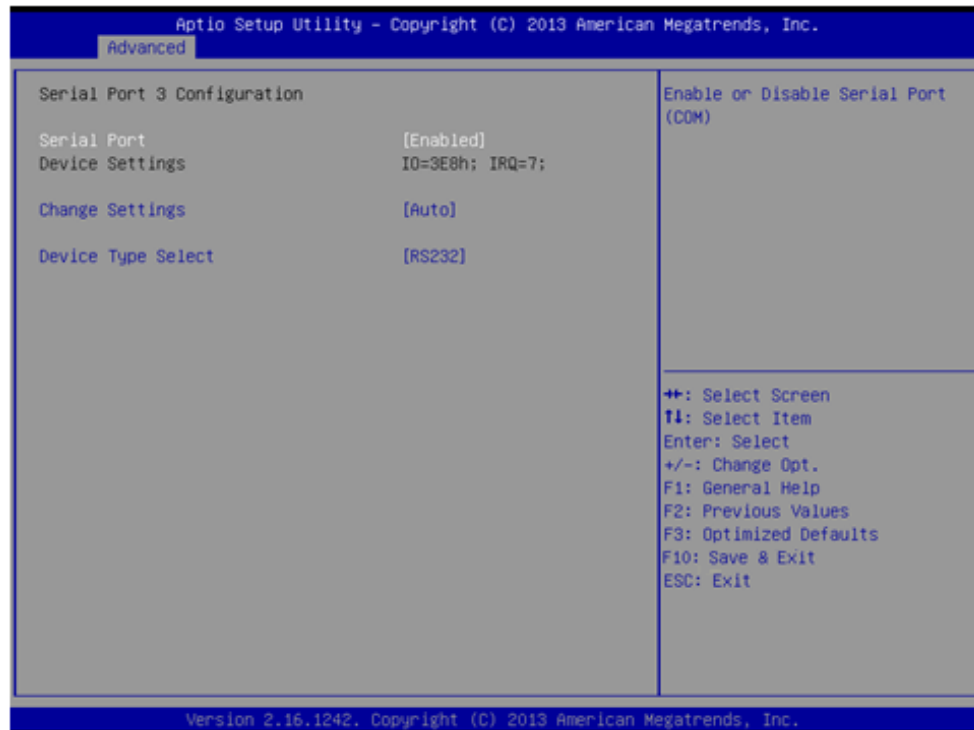 Aptio Setup Utility – Copyright (C) 2013 American Megatrends, Inc.
Advanced
Serial Port 3 Configuration
Serial Port [Enabled]
Device Settings IO=3E8h; IRQ=7;
Change Settings [Auto]
Device Type Select [RS232]
Enable or Disable Serial Port
(COM)
→←: Select Screen
↑↓: Select Item
Enter: Select
+/-: Change Opt.
F1: General Help
F2: Previous Values
F3: Optimized Defaults
F10: Save & Exit
ESC: Exit
Version 2.16.1242. Copyright (C) 2013 American Megatrends, Inc.